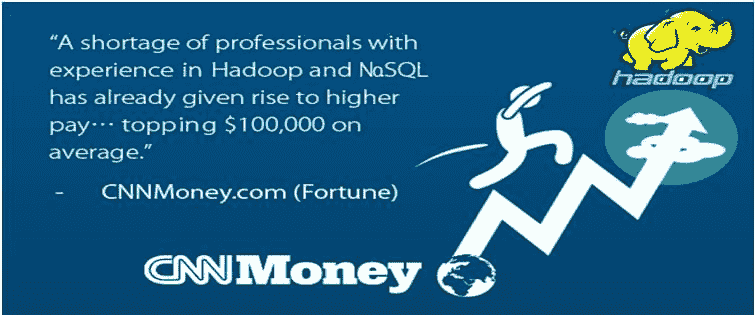 “A shortage of professionals with
experience in Hadoop and NaSQL
has already given rise to higher
pay··· topping $100,000 on
average.”
- CNNMoney.com (Fortune)
CNNMoney
hadoop